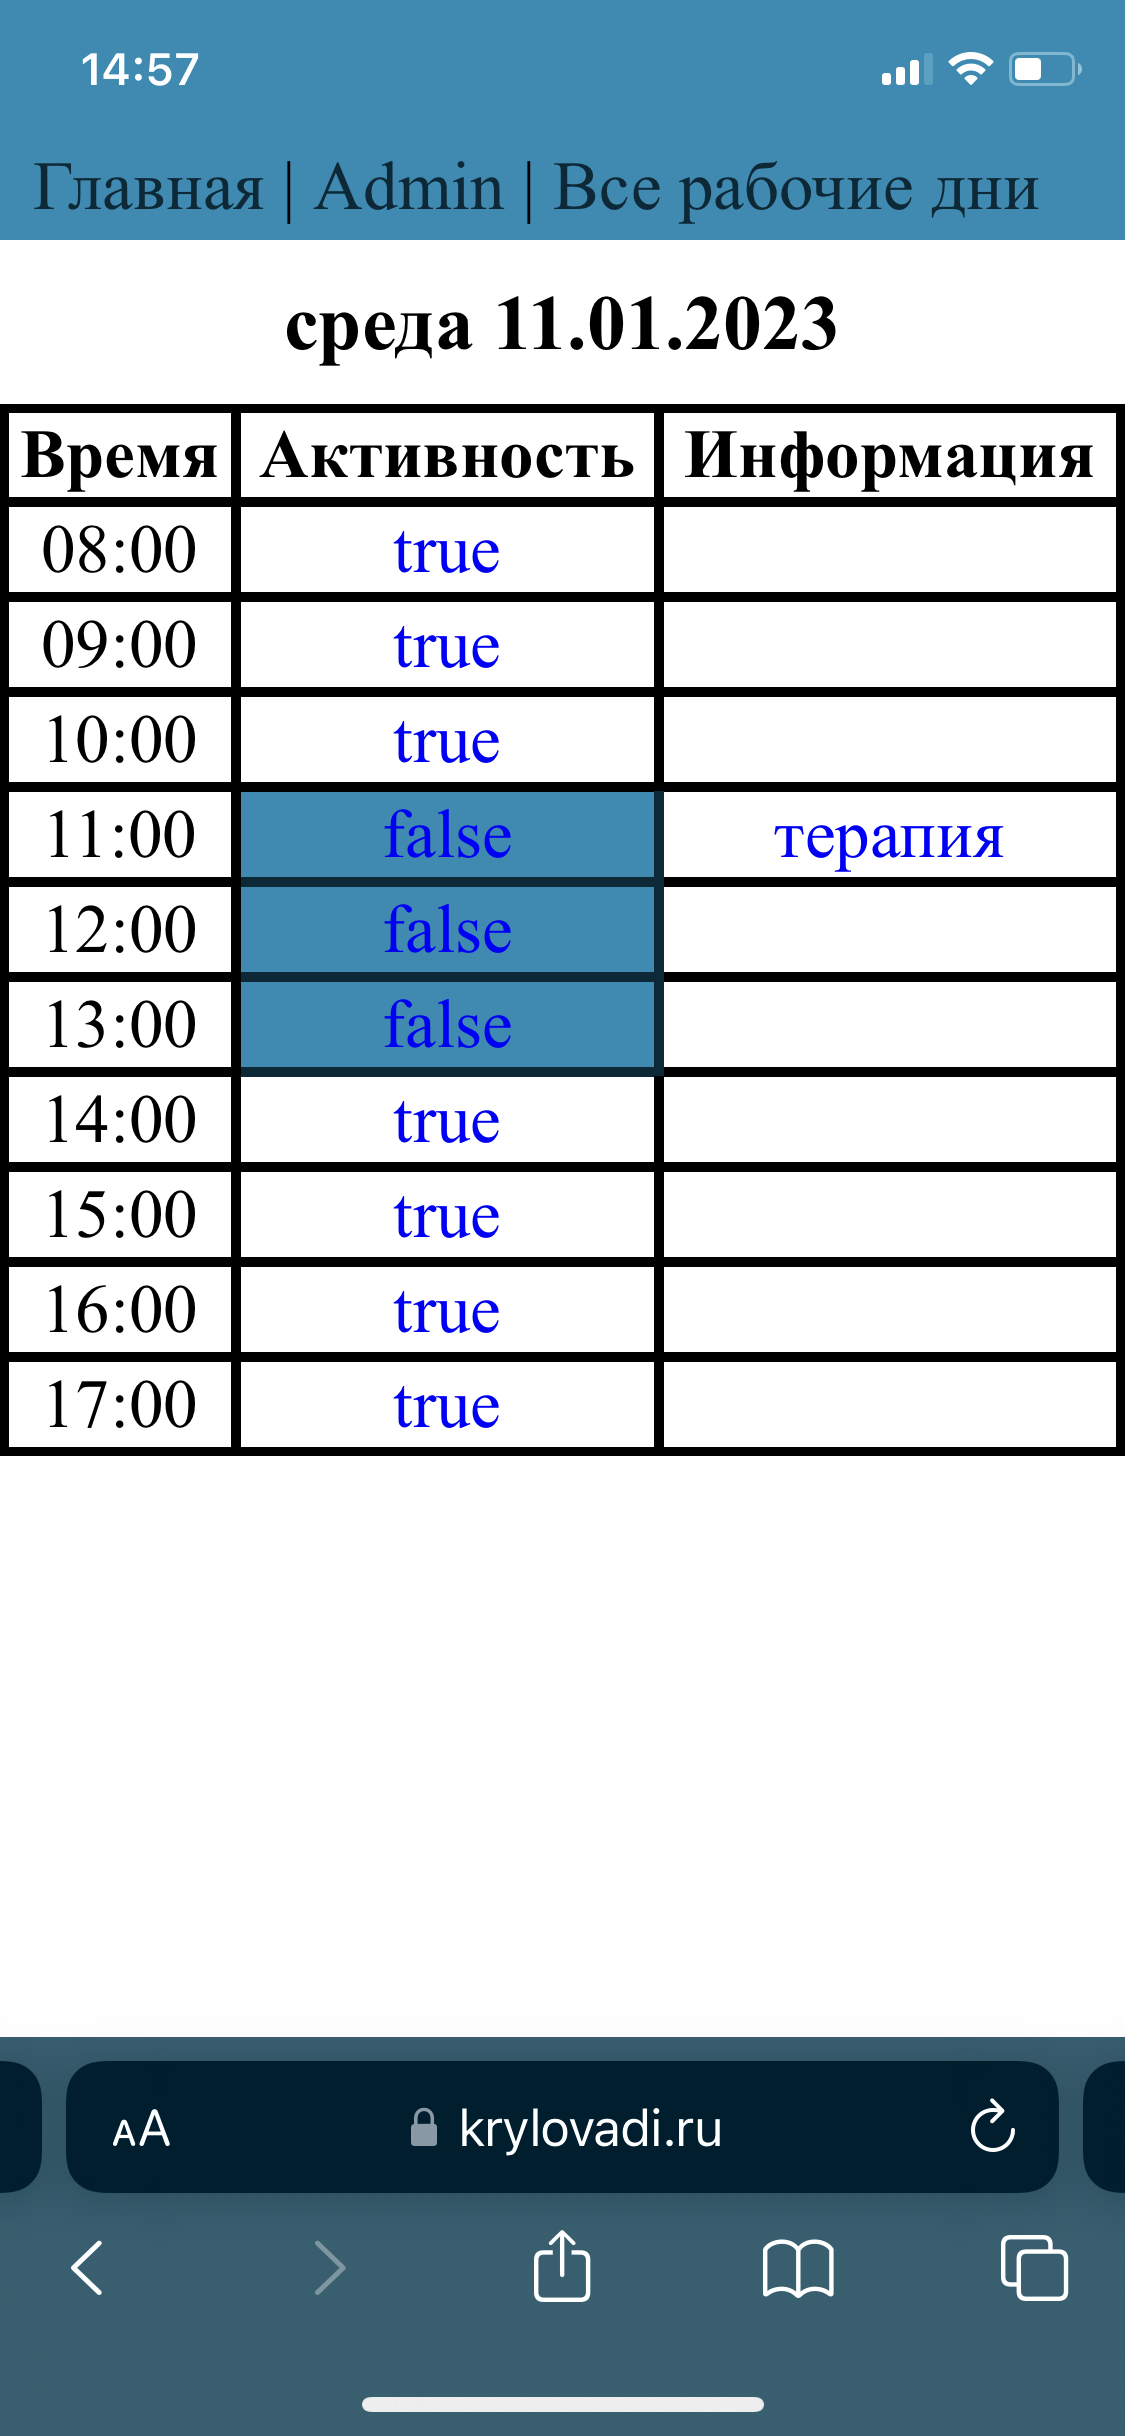 14:57
Главная | Admin | Все рабочие дни
среда 11.01.2023
Время Активность Информация
08:00 true
09:00 true
10:00 true
11:00 false терапия
12:00 false
13:00 false
14:00 true
15:00 true
16:00 true
17:00 true
AA krylovadi.ru